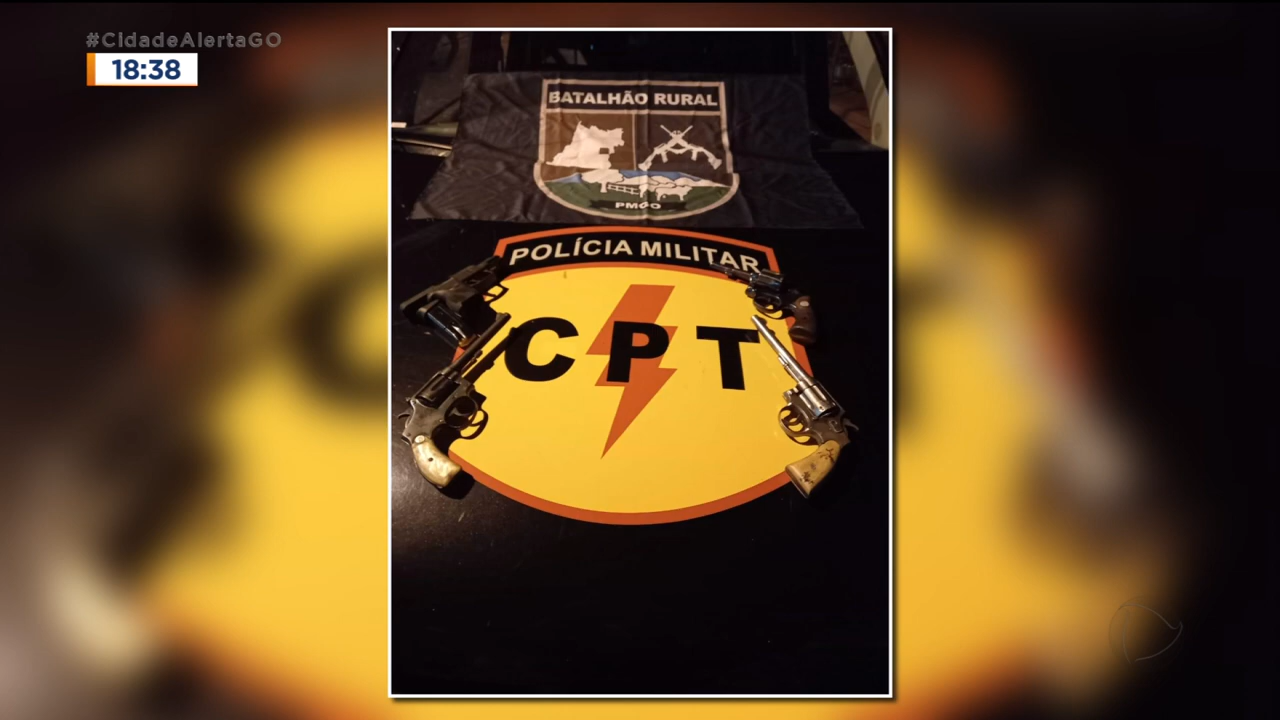 #CidadeAlertaGO
18:38
BATALHÃO RURAL
PMGO
POLÍCIA MILITAR
CPT